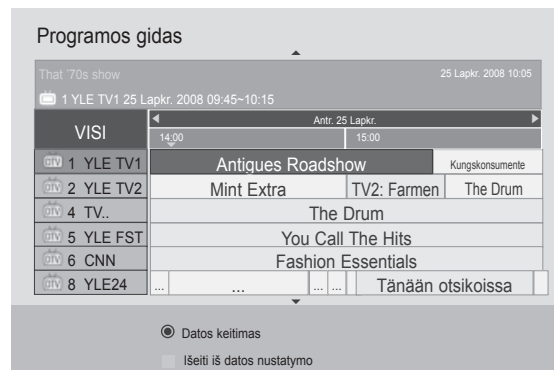 Programos gidas
That '70s show 25 Lapkr. 2008 10:05
1 YLE TV1 25 Lapkr. 2008 09:45~10:15
VISI
Antr. 25 Lapkr.
14:00 15:00
1 YLE TV1 Antigues Roadshow Kungskonsumente
2 YLE TV2 Mint Extra TV2: Farmen The Drum
4 TV.. The Drum
5 YLE FST You Call The Hits
6 CNN Fashion Essentials
8 YLE24 ... ... ... ... Tänään otsikoissa
Datos keitimas
Išeiti iš datos nustatymo